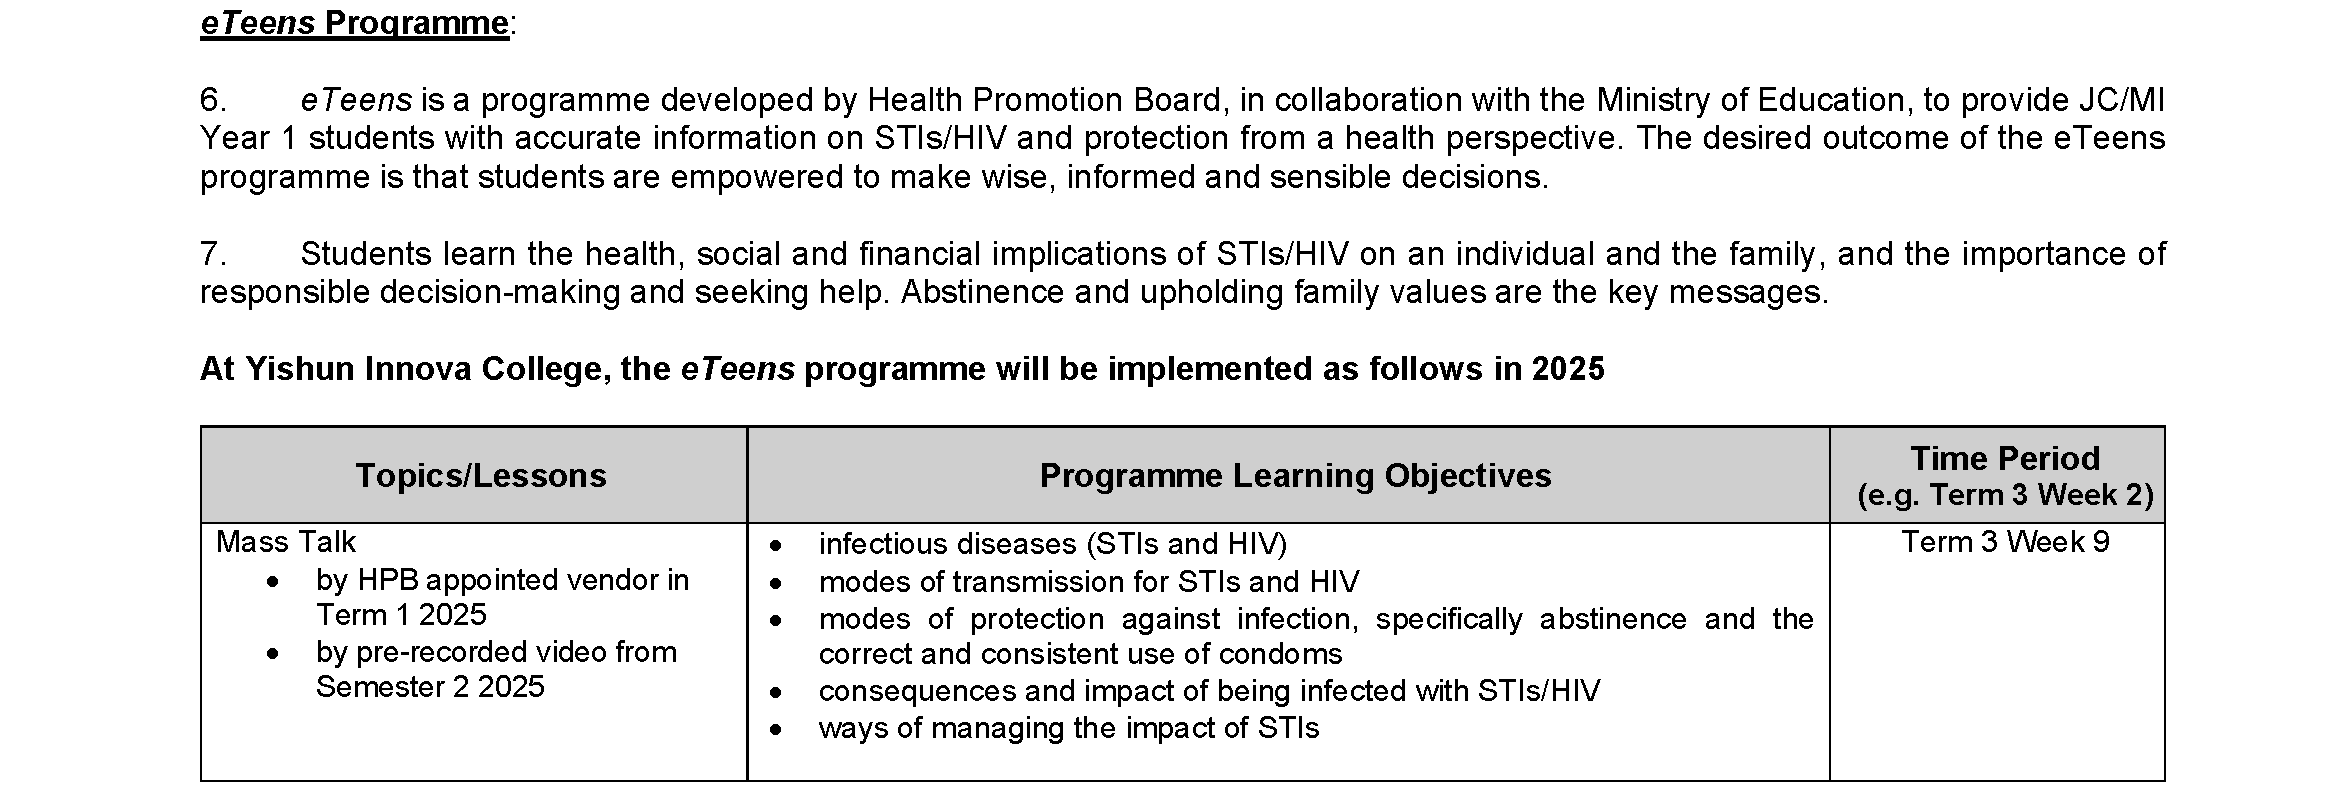 eTeens Programme:
6. eTeens is a programme developed by Health Promotion Board, in collaboration with the Ministry of Education, to provide JC/MI
Year 1 students with accurate information on STIs/HIV and protection from a health perspective. The desired outcome of the eTeens
programme is that students are empowered to make wise, informed and sensible decisions.
7. Students learn the health, social and financial implications of STIs/HIV on an individual and the family, and the importance of
responsible decision-making and seeking help. Abstinence and upholding family values are the key messages.
At Yishun Innova College, the eTeens programme will be implemented as follows in 2025
Topics/Lessons
Programme Learning Objectives
Time Period
(e.g. Term 3 Week 2)
Mass Talk
• by HPB appointed vendor in
Term 1 2025
• by pre-recorded video from
Semester 2 2025
• infectious diseases (STIs and HIV)
• modes of transmission for STIs and HIV
• modes of protection against infection, specifically abstinence and the
correct and consistent use of condoms
• consequences and impact of being infected with STIs/HIV
• ways of managing the impact of STIs
Term 3 Week 9